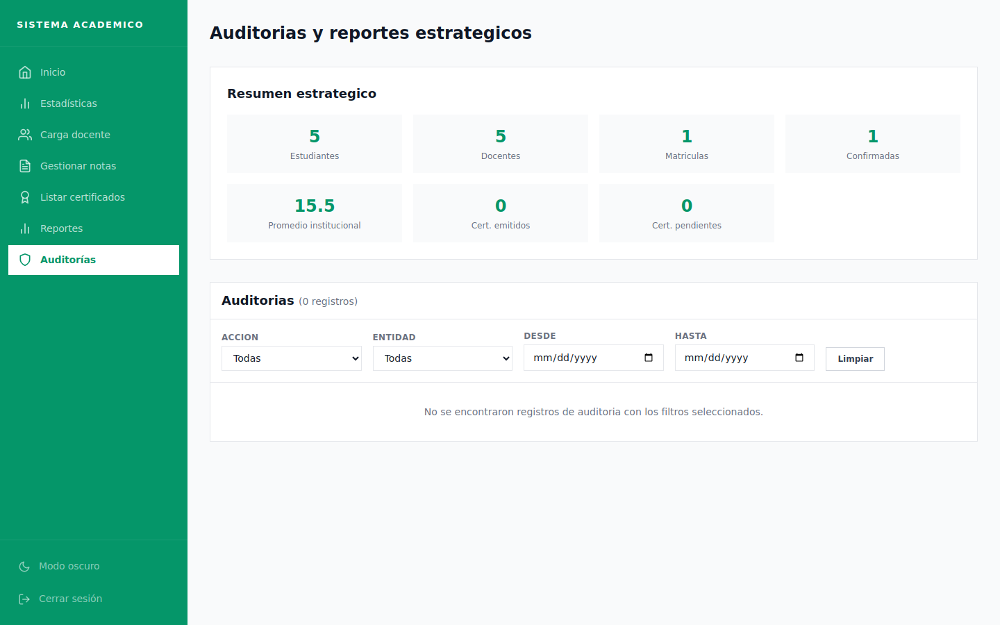 SISTEMA ACADEMICO
Inicio
Estadísticas
Carga docente
Gestionar notas
Listar certificados
Reportes
Auditorías
Modo oscuro
Cerrar sesión
Auditorias y reportes estrategicos
Resumen estrategico
5
Estudiantes
5
Docentes
1
Matriculas
1
Confirmadas
15.5
Promedio institucional
0
Cert. emitidos
0
Cert. pendientes
Auditorias (0 registros)
ACCION
Todas
ENTIDAD
Todas
DESDE
mm/dd/yyyy
HASTA
mm/dd/yyyy
Limpiar
No se encontraron registros de auditoria con los filtros seleccionados.